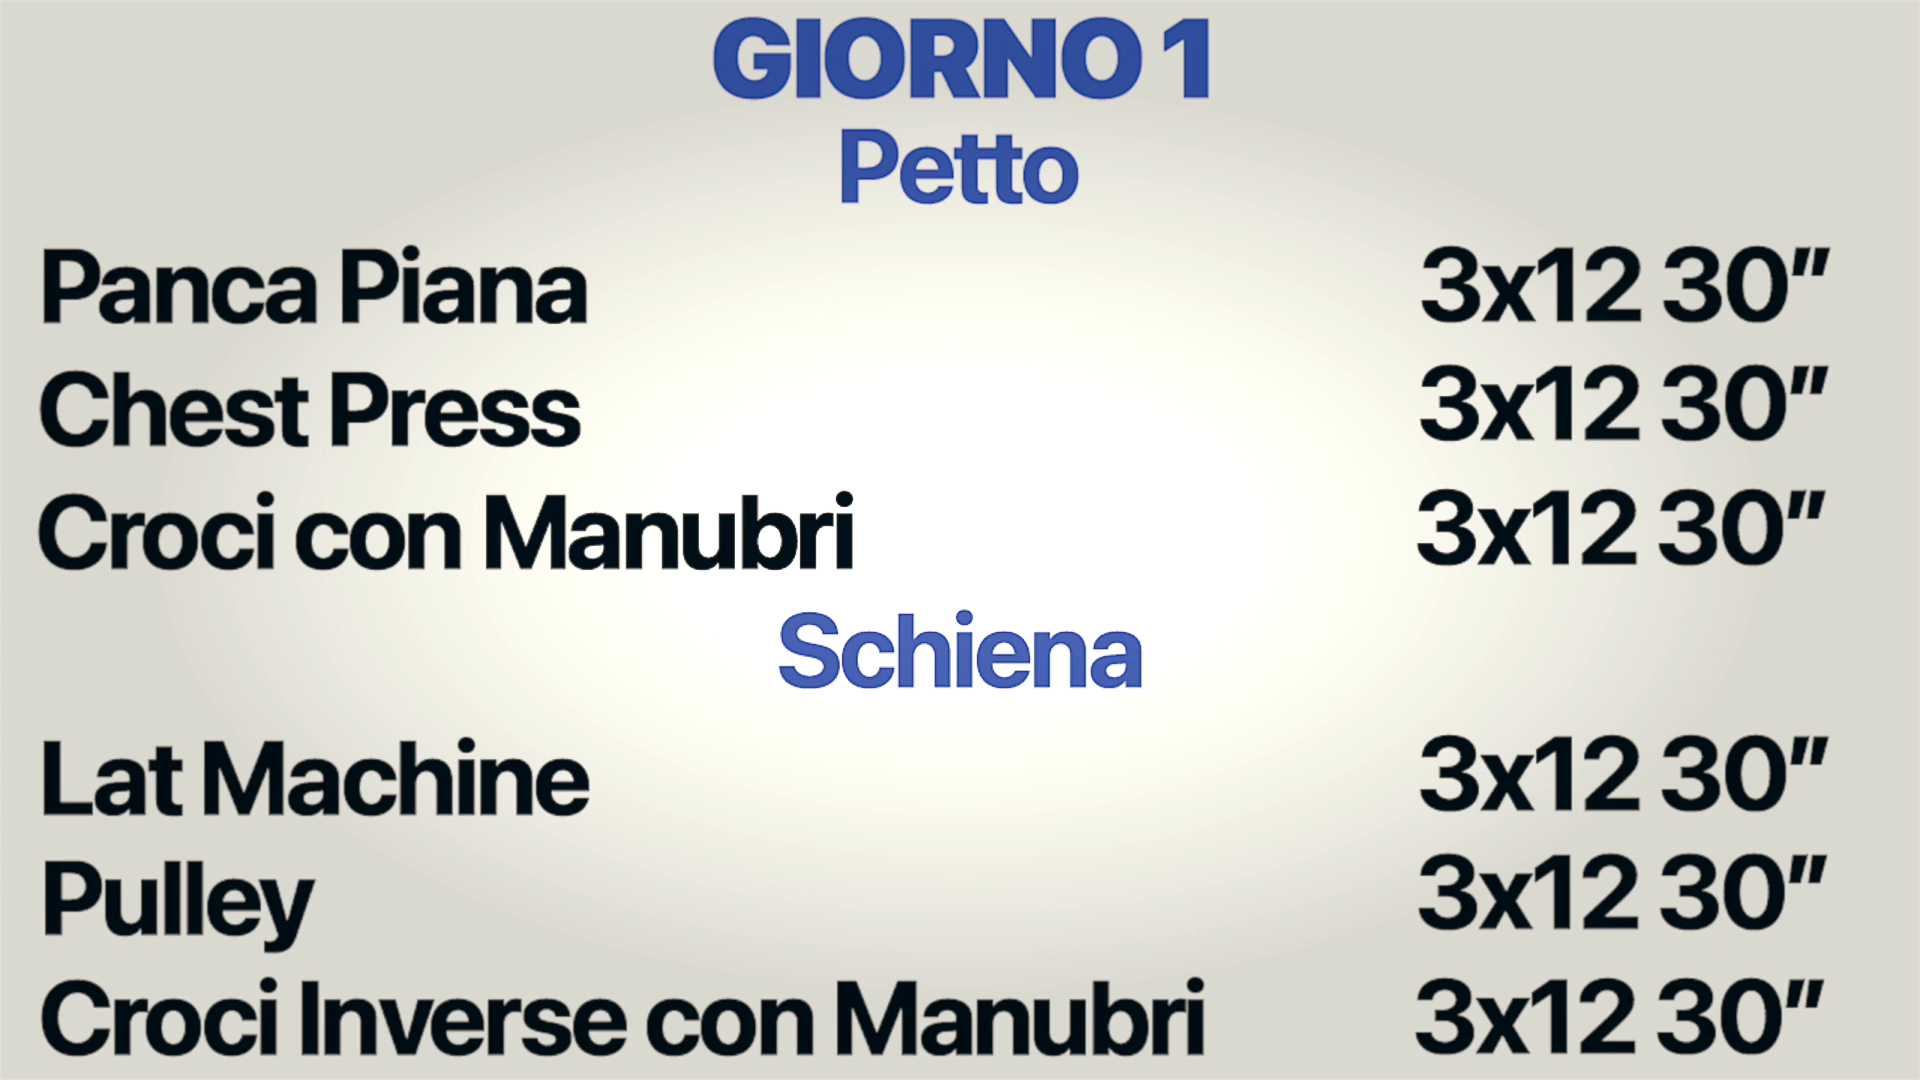 GIORNO 1
Petto
Panca Piana 3x12 30"
Chest Press 3x12 30"
Croci con Manubri 3x12 30"
Schiena
Lat Machine 3x12 30"
Pulley 3x12 30"
Croci Inverse con Manubri 3x12 30"